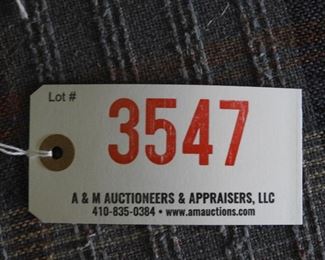 Lot #
3547
A & M AUCTIONEERS & APPRAISERS, LLC
410-835-0384 • www.amauctions.com